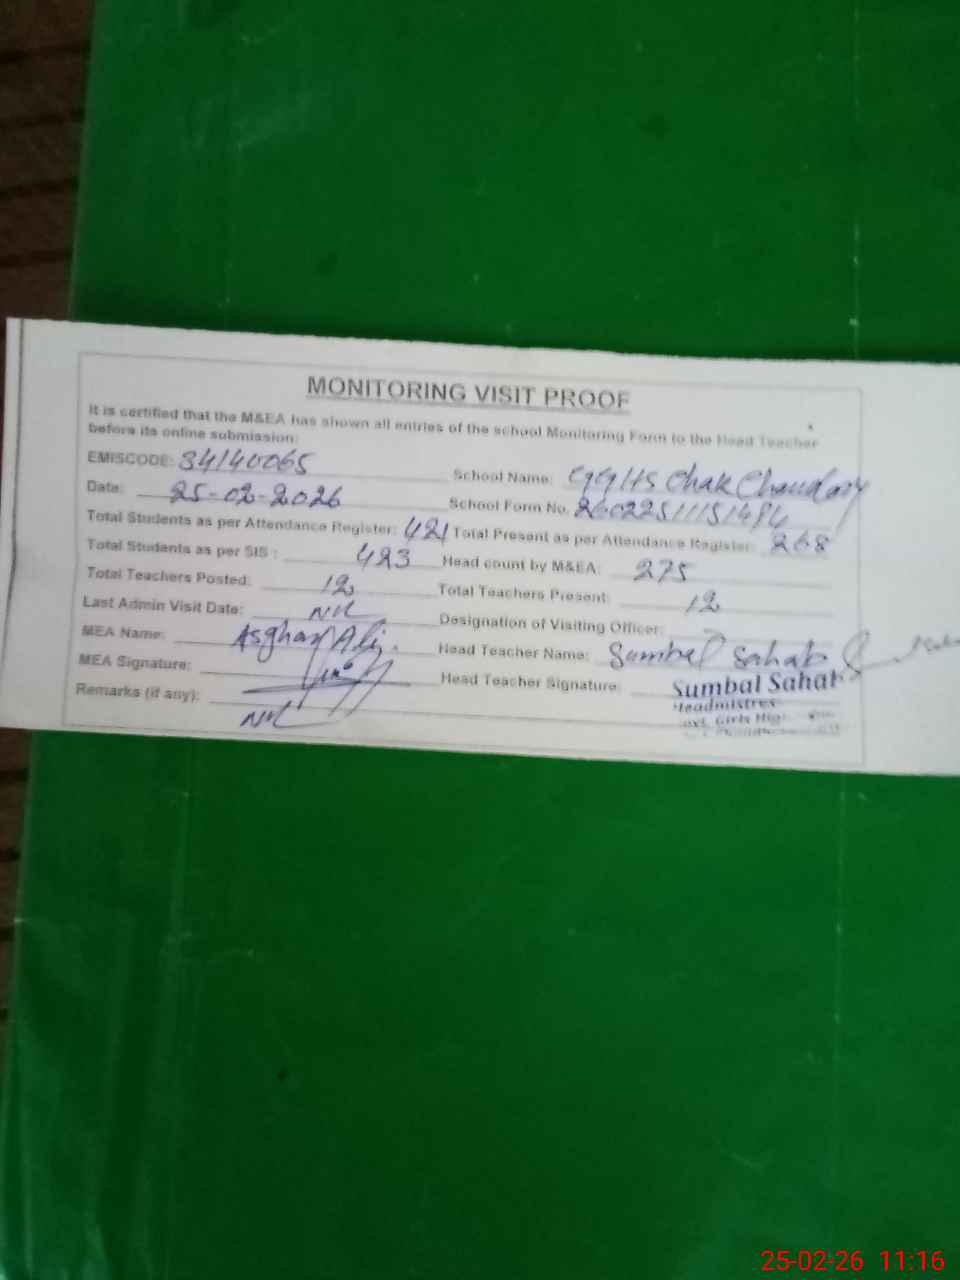 MONITORING VISIT PROOF
It is certified that the M&EA has shown all entries of the school Monitoring Form to the Head Teacher
before its online submission:
EMISCODE: 34140065 School Name: GGHS Chak Chaudary
Date: 25-02-2026 School Form No. 260225111151484
Total Students as per Attendance Register: 421 Total Present as per Attendance Register: 268
Total Students as per SIS : 423 Head count by M&EA: 275
Total Teachers Posted: 12 Total Teachers Present: 12
Last Admin Visit Date: Nil Designation of Visiting Officer:
MEA Name: Asghar Ali Head Teacher Name: Sumbal Sahab
MEA Signature: Head Teacher Signature:
Sumbal Sahab
Headmistres
Girls Hig
Remarks (if any): Nil
25-02-26 11:16